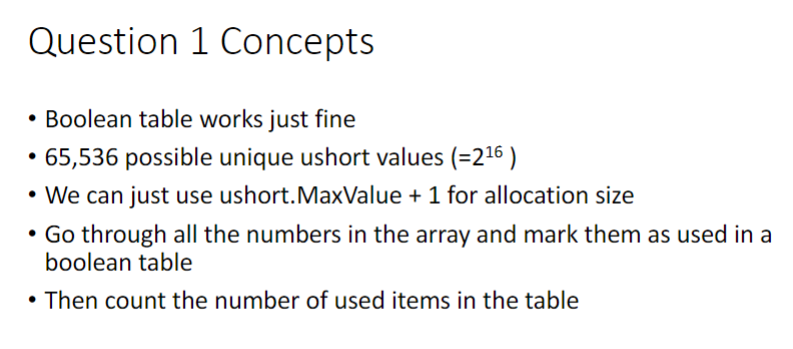 Question 1 Concepts
• Boolean table works just fine
• 65,536 possible unique ushort values (=2¹⁶ )
• We can just use ushort.MaxValue + 1 for allocation size
• Go through all the numbers in the array and mark them as used in a
boolean table
• Then count the number of used items in the table